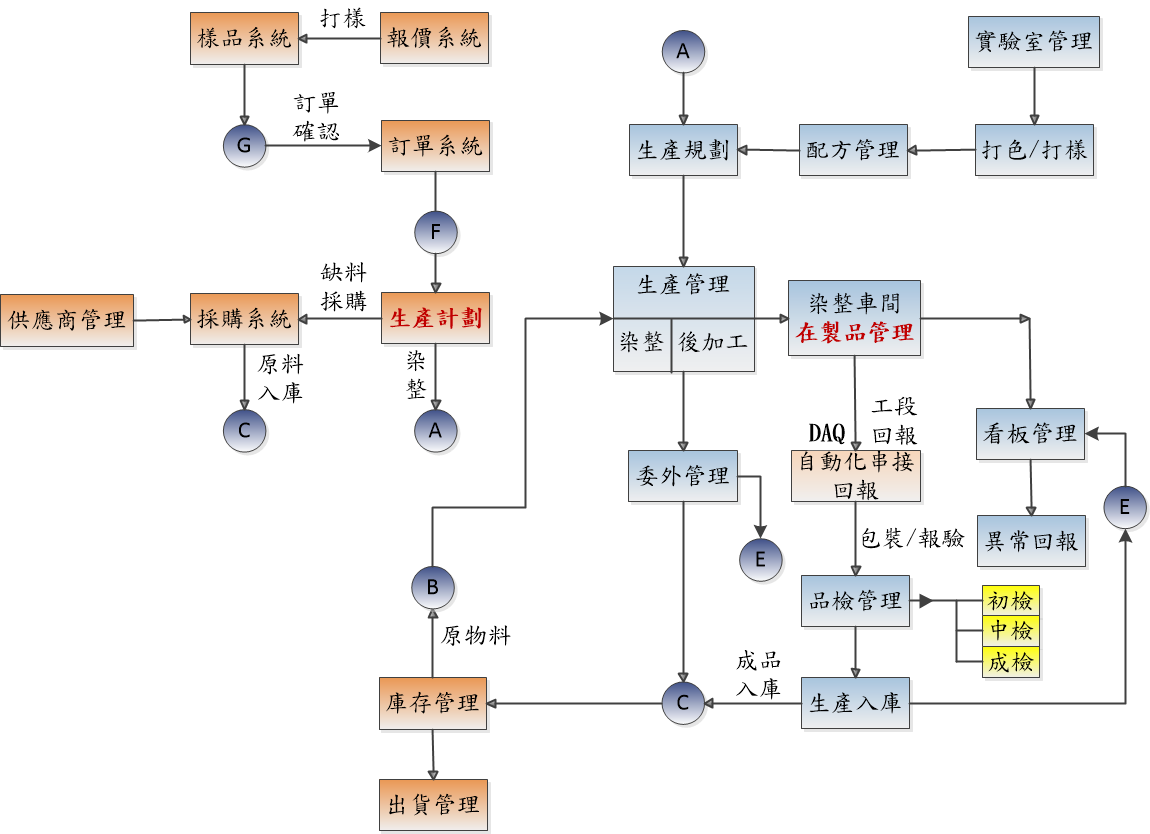 樣品系統
打樣
報價系統
G
訂單
確認
訂單系統
F
供應商管理
採購系統
缺料
採購
生產計劃
原料
入庫
C
染
整
A
A
實驗室管理
生產規劃
配方管理
打色/打樣
生產管理
染整
後加工
染整車間
在製品管理
工段
回報
DAQ
自動化串接
回報
看板管理
委外管理
E
E
異常回報
包裝/報驗
品檢管理
初檢
中檢
成檢
B
原物料
成品
入庫
庫存管理
C
生產入庫
出貨管理